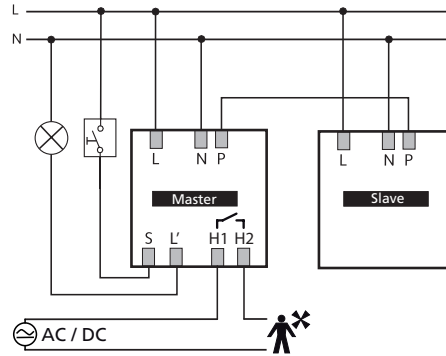 L
N
L N P
L N P
Master
Slave
S L' H1 H2
AC / DC